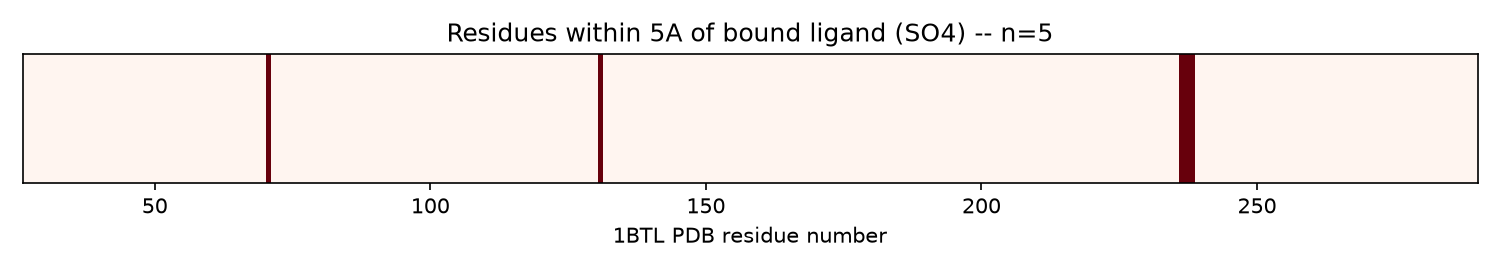 Residues within 5A of bound ligand (SO4) -- n=5
50 100 150 200 250
1BTL PDB residue number